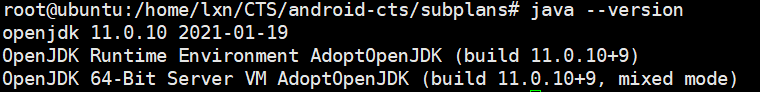 root@ubuntu:/home/lxn/CTS/android-cts/subplans# java --version
openjdk 11.0.10 2021-01-19
OpenJDK Runtime Environment AdoptOpenJDK (build 11.0.10+9)
OpenJDK 64-Bit Server VM AdoptOpenJDK (build 11.0.10+9, mixed mode)